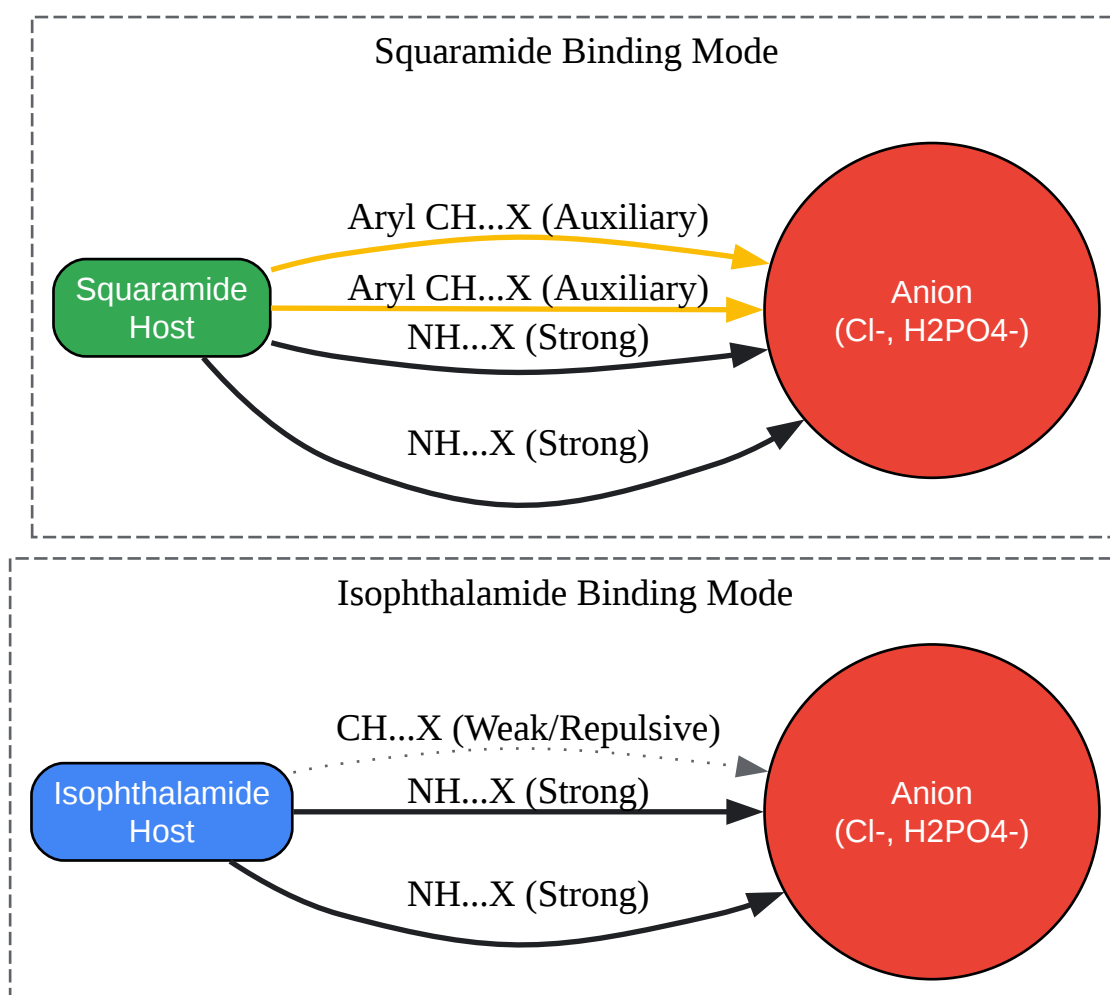 Squaramide Binding Mode
Aryl CH...X (Auxiliary)
Aryl CH...X (Auxiliary)
NH...X (Strong)
NH...X (Strong)
Squaramide
Host
Anion
(Cl-, H2PO4-)
Isophthalamide Binding Mode
CH...X (Weak/Repulsive)
NH...X (Strong)
NH...X (Strong)
Isophthalamide
Host
Anion
(Cl-, H2PO4-)